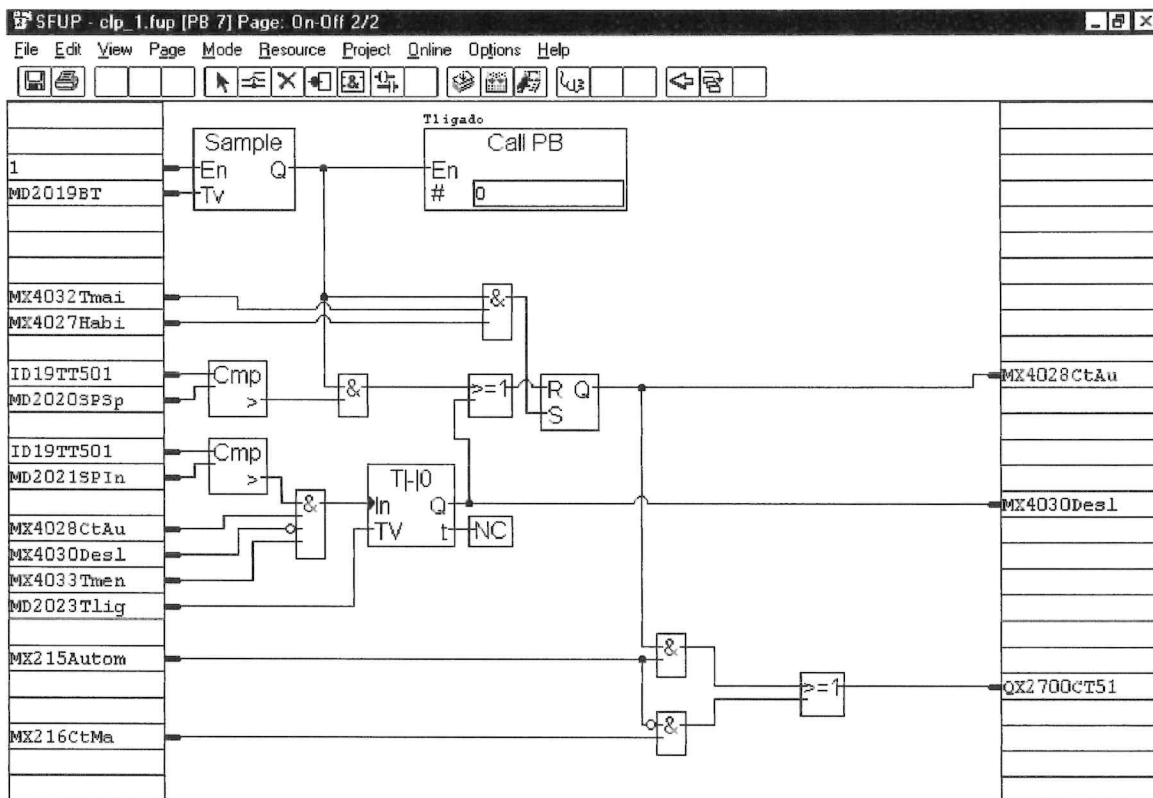 SFUP - clp_1.fup [PB 7] Page: On-Off 2/2
File Edit View Page Mode Resource Project Online Options Help
Tligado
Sample
Call PB
1
En Q
En
MD2019BT
Tv
# 0
MX4032Tmai
&
MX4027Habi
ID19TT501
Cmp
&
>=1
R Q
MX4028CtAu
MD2020SPSp
>
S
ID19TT501
Cmp
MD2021SPIn
>
T|-|0
&
In Q
MX4030Desl
MX4028CtAu
TV t
NC
MX4030Desl
MX4033Tmen
MD2023Tlig
&
MX215Autom
>=1
QX2700CT51
&
MX216CtMa